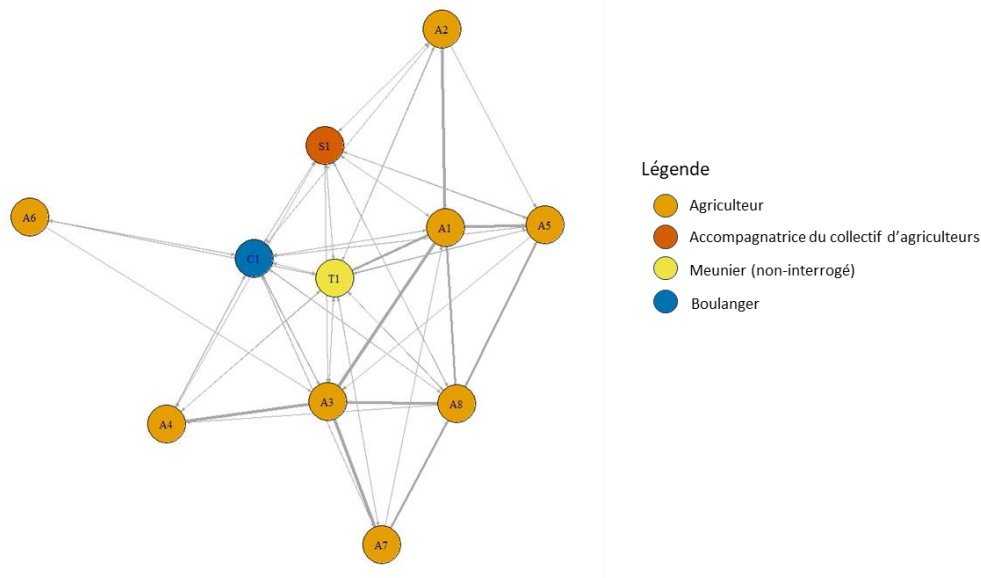 A2
S1
A6
A1
A5
C1
T1
A3
A8
A4
A7
Légende
Agriculteur
Accompagnatrice du collectif d'agriculteurs
Meunier (non-interrogé)
Boulanger